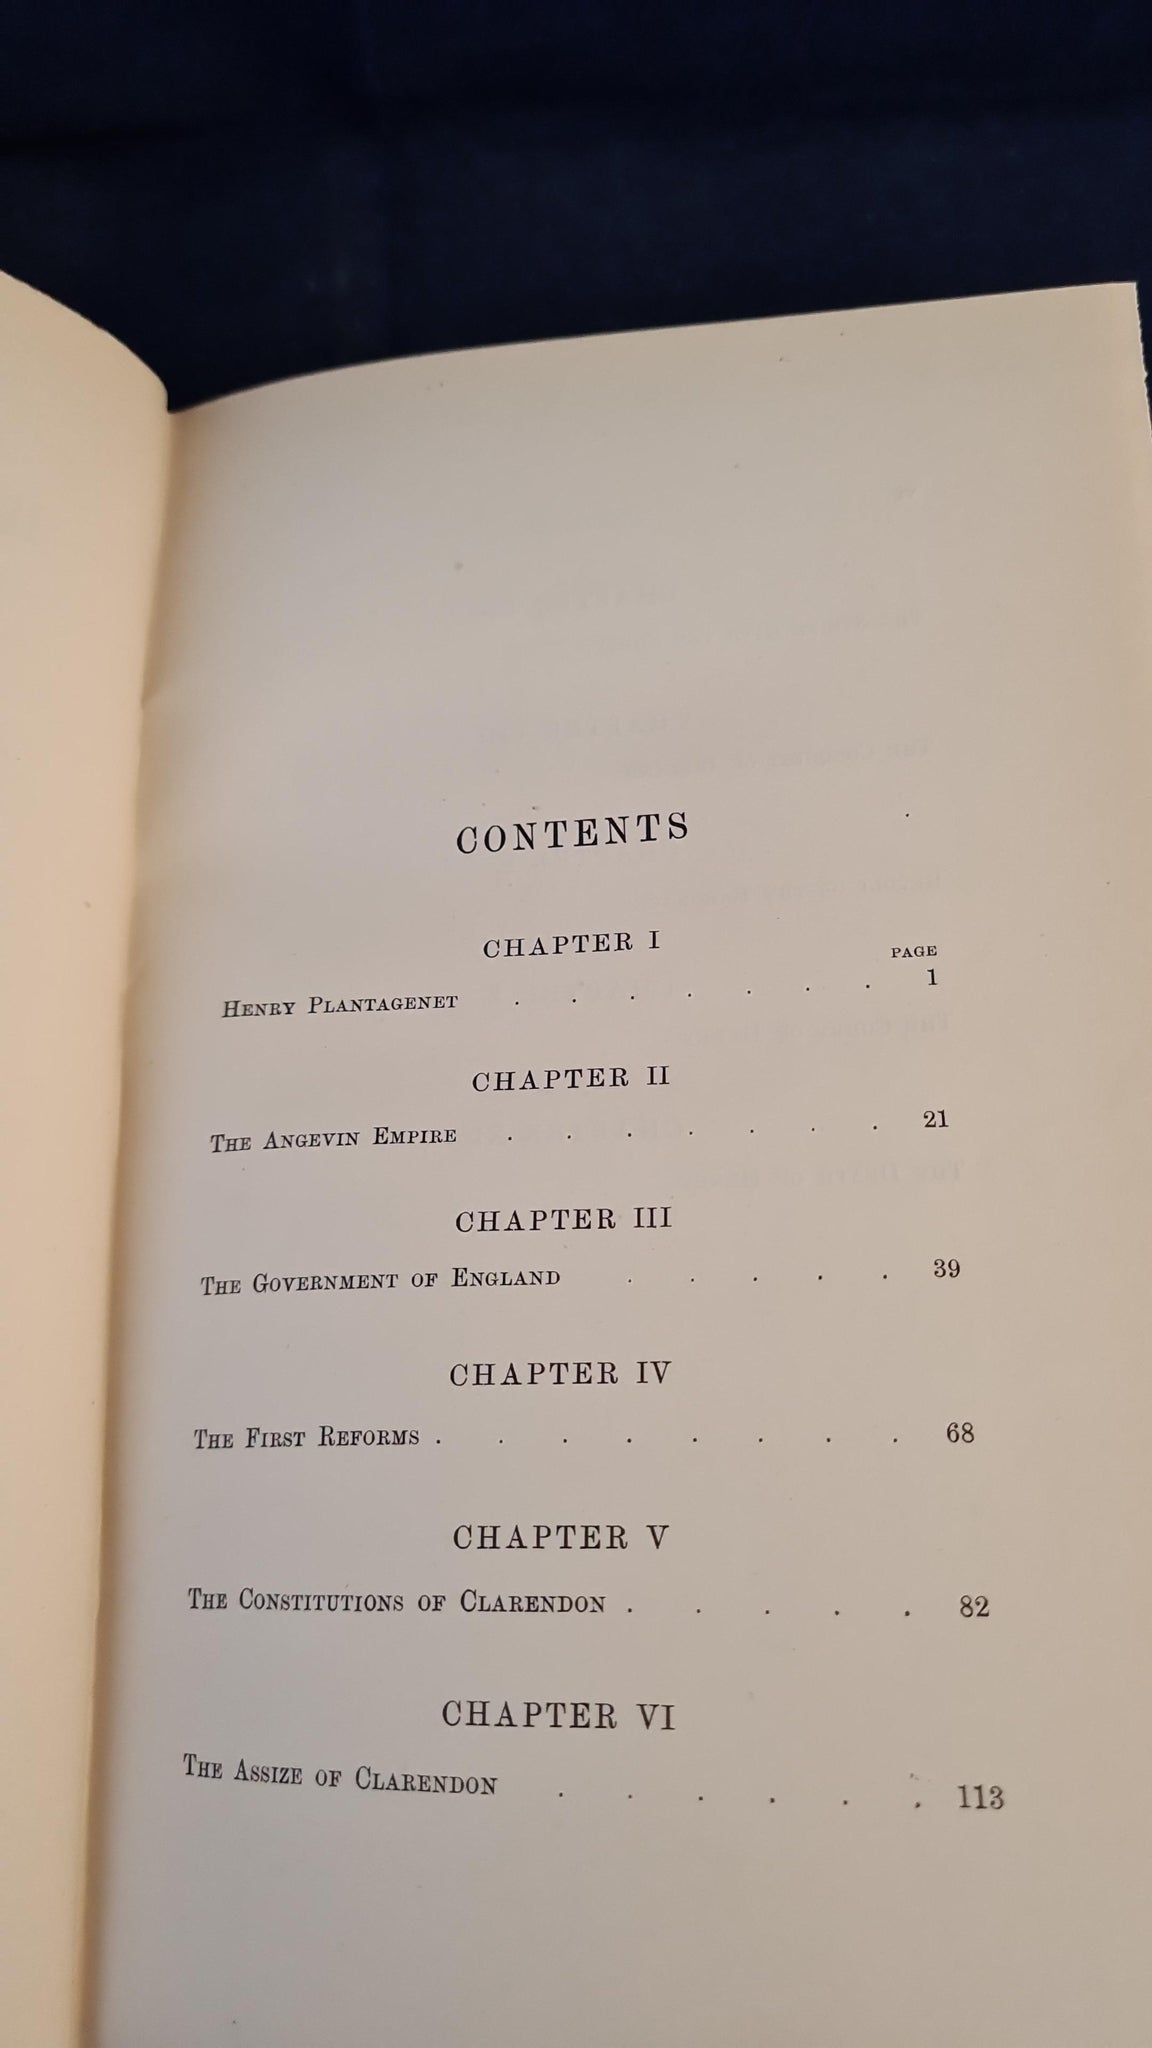 CONTENTS
CHAPTER I
PAGE
HENRY PLANTAGENET . . . . . . . 1
CHAPTER II
THE ANGEVIN EMPIRE . . . . . . . 21
CHAPTER III
THE GOVERNMENT OF ENGLAND . . . . . 39
CHAPTER IV
THE FIRST REFORMS . . . . . . . . 68
CHAPTER V
THE CONSTITUTIONS OF CLARENDON . . . . . 82
CHAPTER VI
THE ASSIZE OF CLARENDON . . . . . . 113